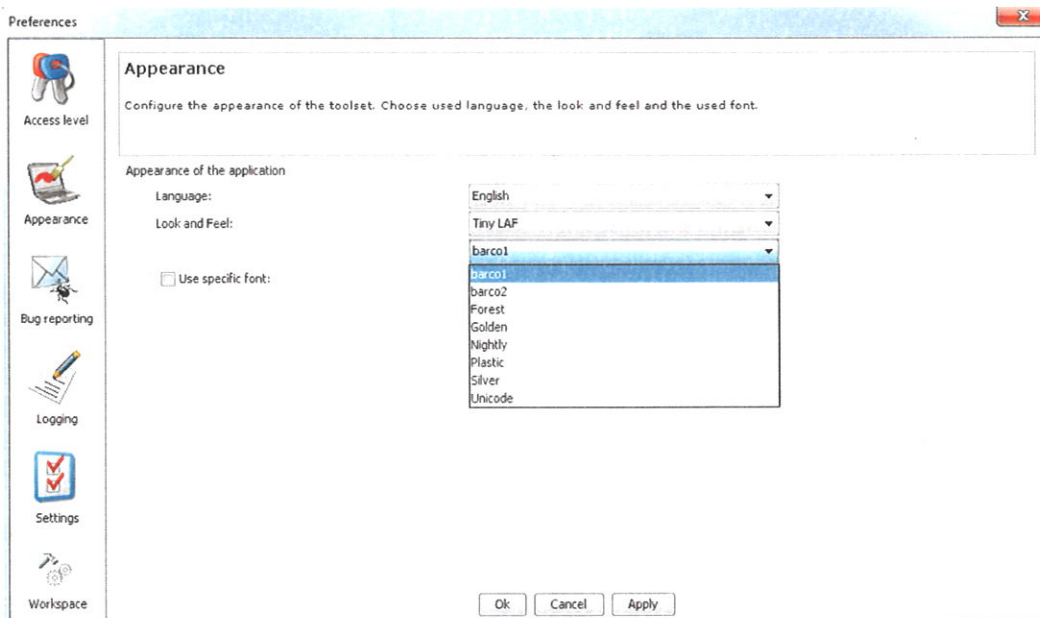 Preferences
x
Access level
Appearance
Bug reporting
Logging
Settings
Workspace
Appearance
Configure the appearance of the toolset. Choose used language, the look and feel and the used font.
Appearance of the application
Language: English
Look and Feel: Tiny LAF
barco1
Use specific font:
barco1
barco2
Forest
Golden
Nightly
Plastic
Silver
Unicode
Ok Cancel Apply